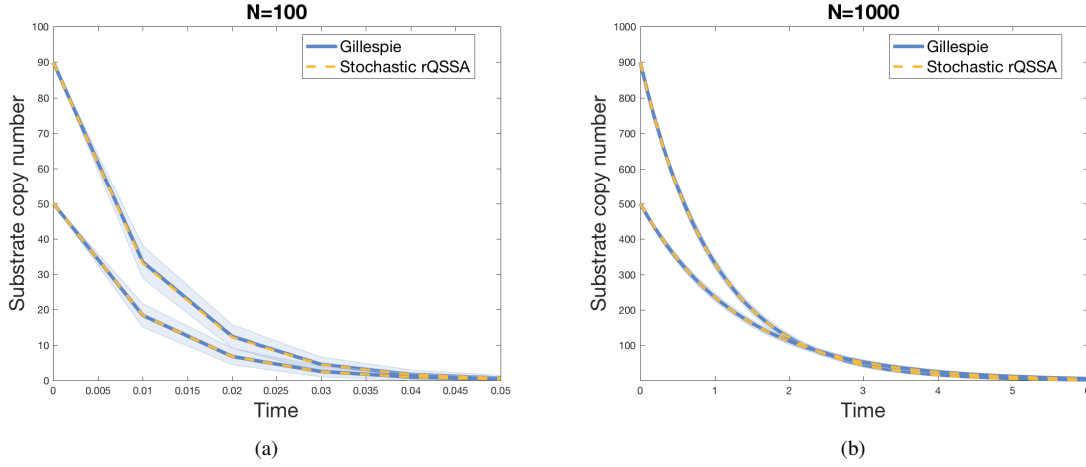 N=100
100
90
80
70
60
50
40
30
20
10
0
Substrate copy number
Gillespie
Stochastic rQSSA
0 0.005 0.01 0.015 0.02 0.025 0.03 0.035 0.04 0.045 0.05
Time
(a)
N=1000
1000
900
800
700
600
500
400
300
200
100
Substrate copy number
Gillespie
Stochastic rQSSA
0 1 2 3 4 5 6
Time
(b)